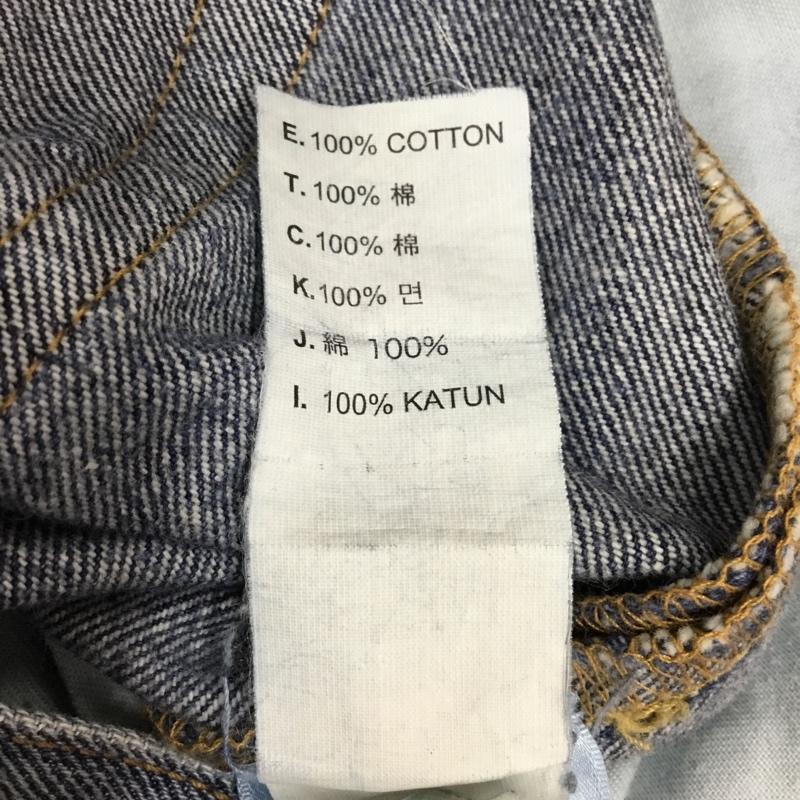 E. 100% COTTON
T. 100% 棉
C. 100% 棉
K. 100% 면
J. 綿 100%
I. 100% KATUN